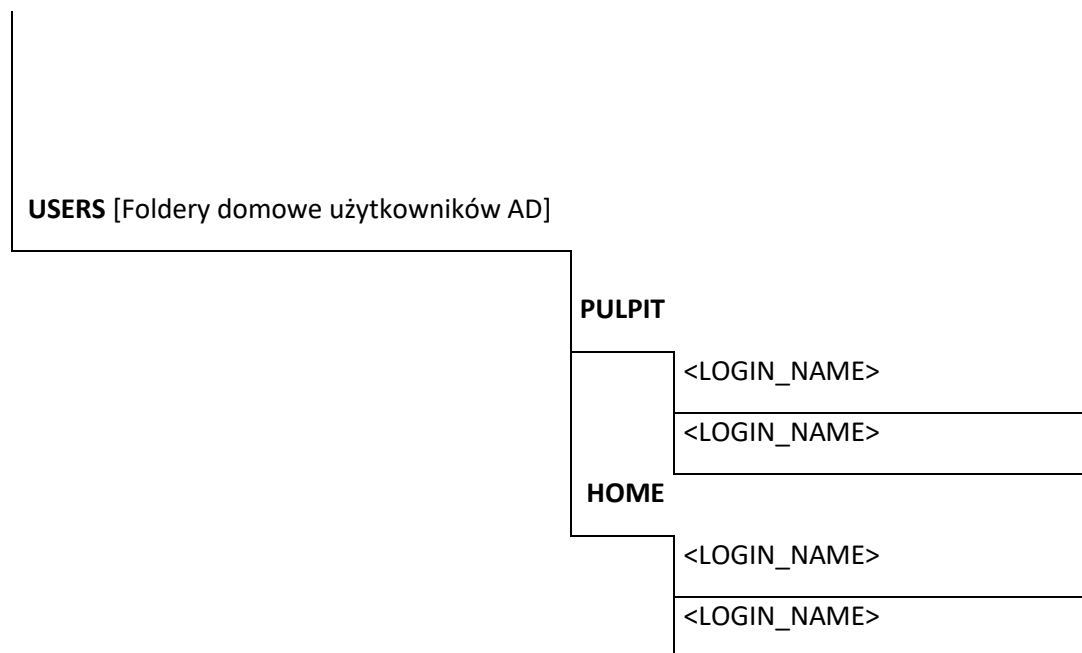 USERS [Foldery domowe użytkowników AD]
PULPIT
<LOGIN_NAME>
<LOGIN_NAME>
HOME
<LOGIN_NAME>
<LOGIN_NAME>